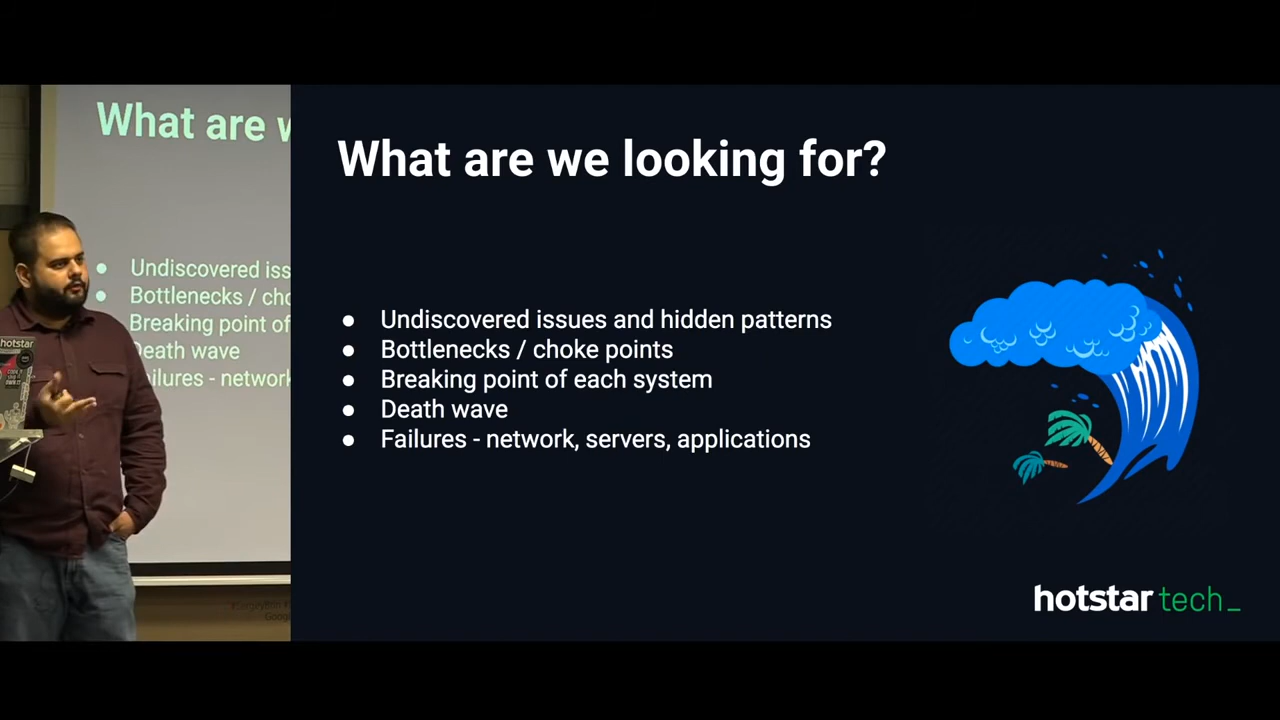 What are w
Undiscovered iss
Bottlenecks / cho
Breaking point of
Death wave
ilures - network
hotstar
Google
What are we looking for?
● Undiscovered issues and hidden patterns
● Bottlenecks / choke points
● Breaking point of each system
● Death wave
● Failures - network, servers, applications
hotstar tech_